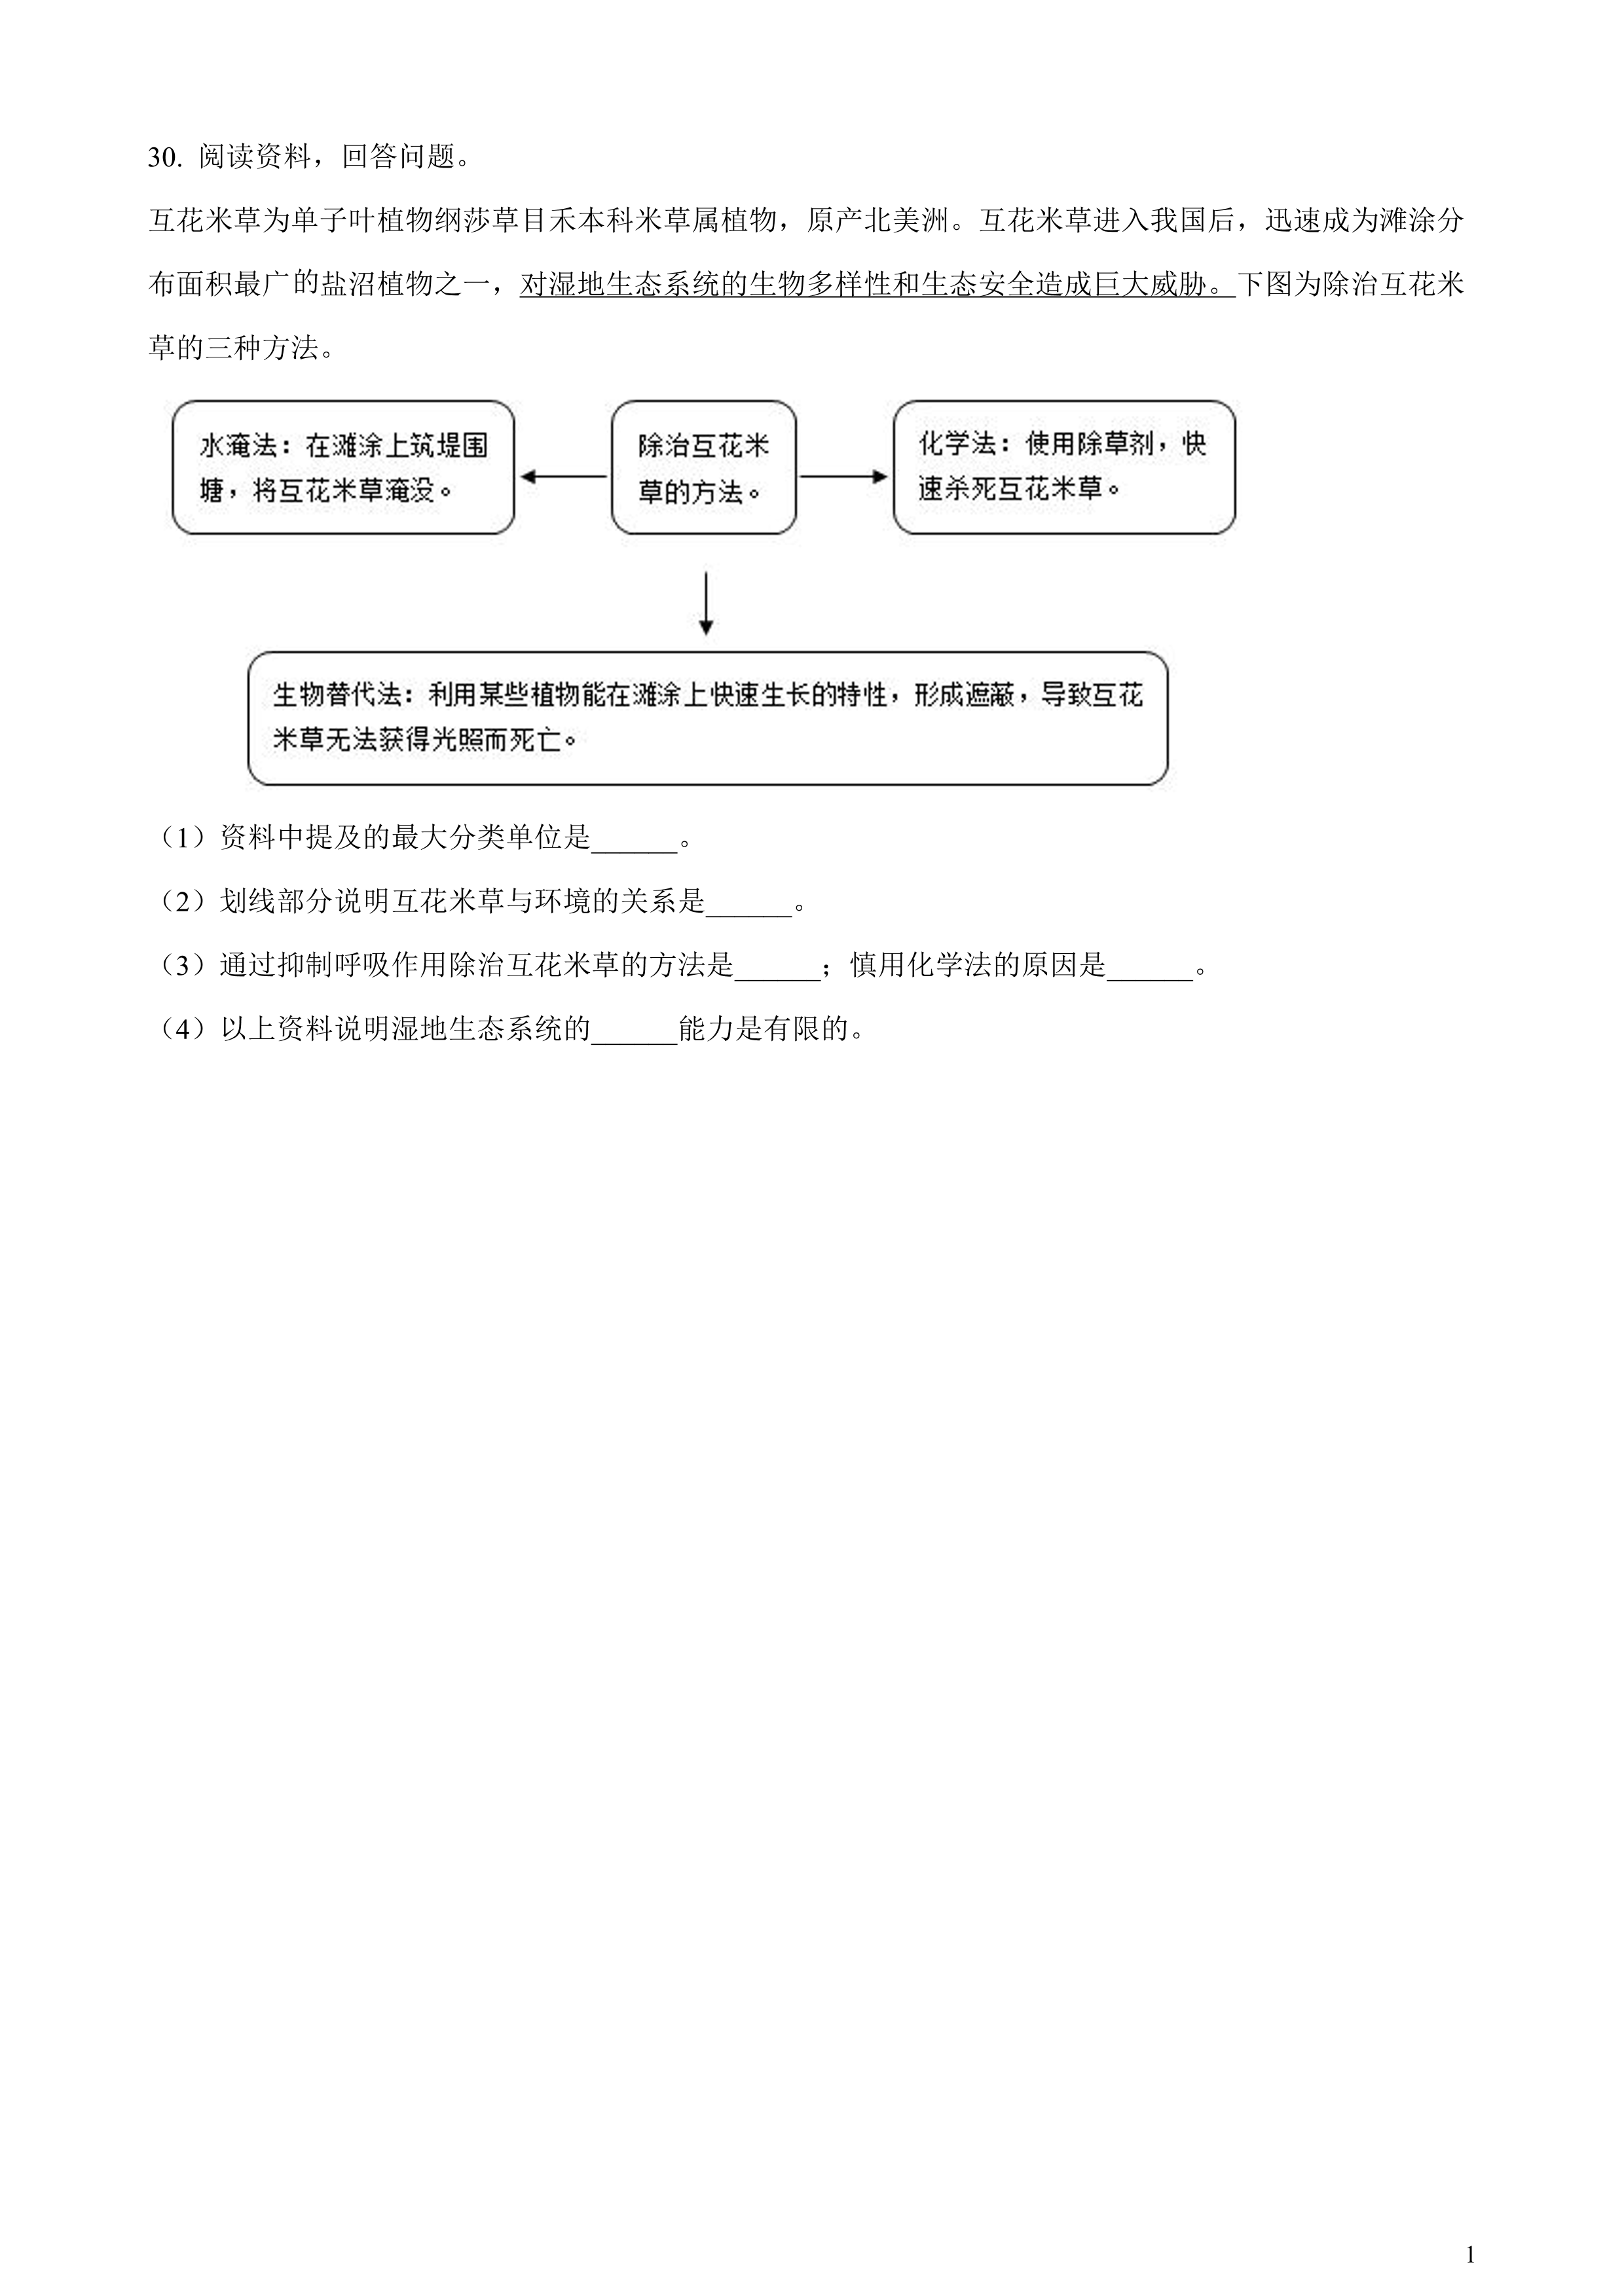 30. 阅读资料，回答问题。
互花米草为单子叶植物纲莎草目禾本科米草属植物，原产北美洲。互花米草进入我国后，迅速成为滩涂分
布面积最广的盐沼植物之一，对湿地生态系统的生物多样性和生态安全造成巨大威胁。下图为除治互花米
草的三种方法。
水淹法：在滩涂上筑堤围
塘，将互花米草淹没。
除治互花米
草的方法。
化学法：使用除草剂，快
速杀死互花米草。
生物替代法：利用某些植物能在滩涂上快速生长的特性，形成遮蔽，导致互花
米草无法获得光照而死亡。
（1）资料中提及的最大分类单位是______。
（2）划线部分说明互花米草与环境的关系是______。
（3）通过抑制呼吸作用除治互花米草的方法是______；慎用化学法的原因是______。
（4）以上资料说明湿地生态系统的______能力是有限的。
1